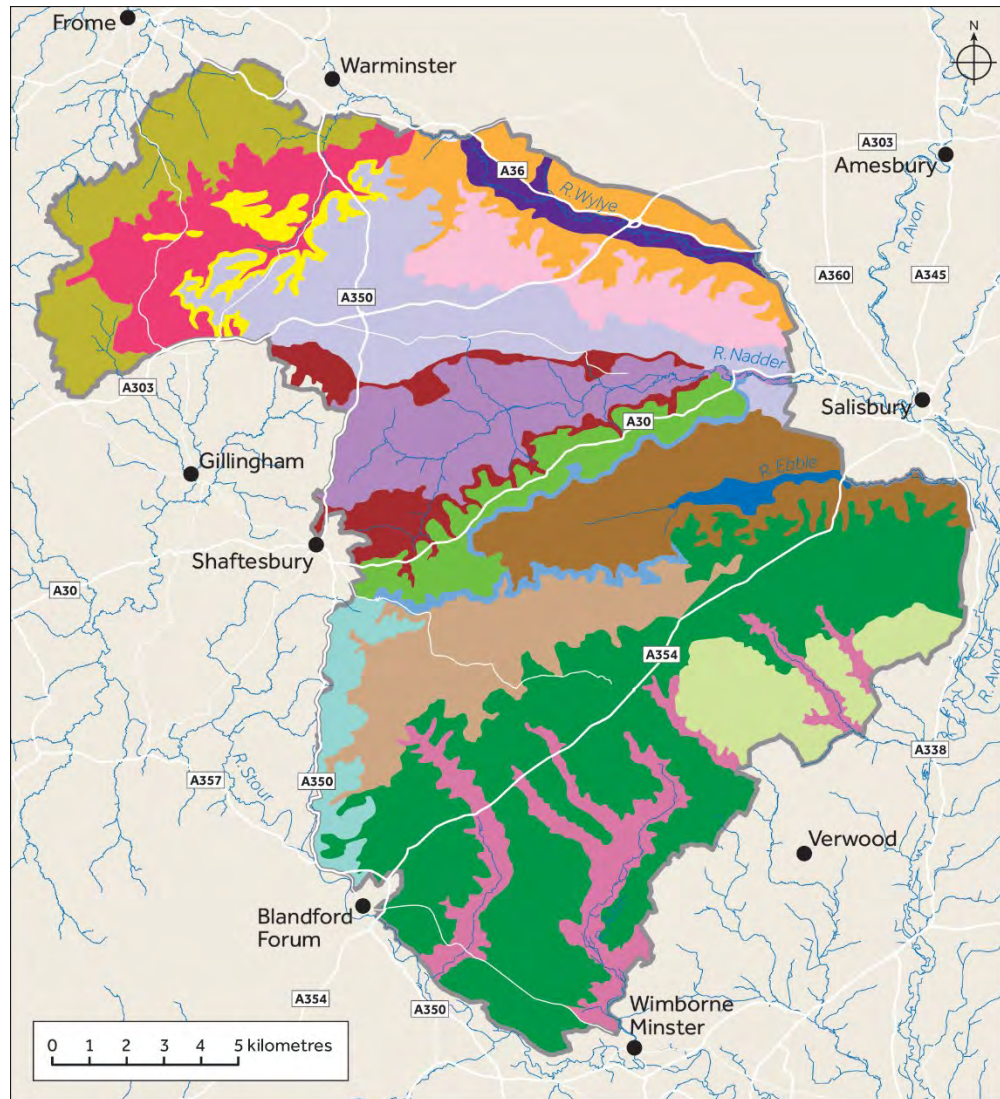 Frome
N
Warminster
A303
Amesbury
A36
R.Wylye
R.Avon
A360
A345
A350
R.Nadder
A303
Salisbury
A30
Gillingham
R.Ebble
Shaftesbury
A30
A354
R.Avon
A338
A357
R.Stour
A350
Verwood
Blandford
Forum
A354
A350
Wimborne
Minster
0 1 2 3 4 5 kilometres